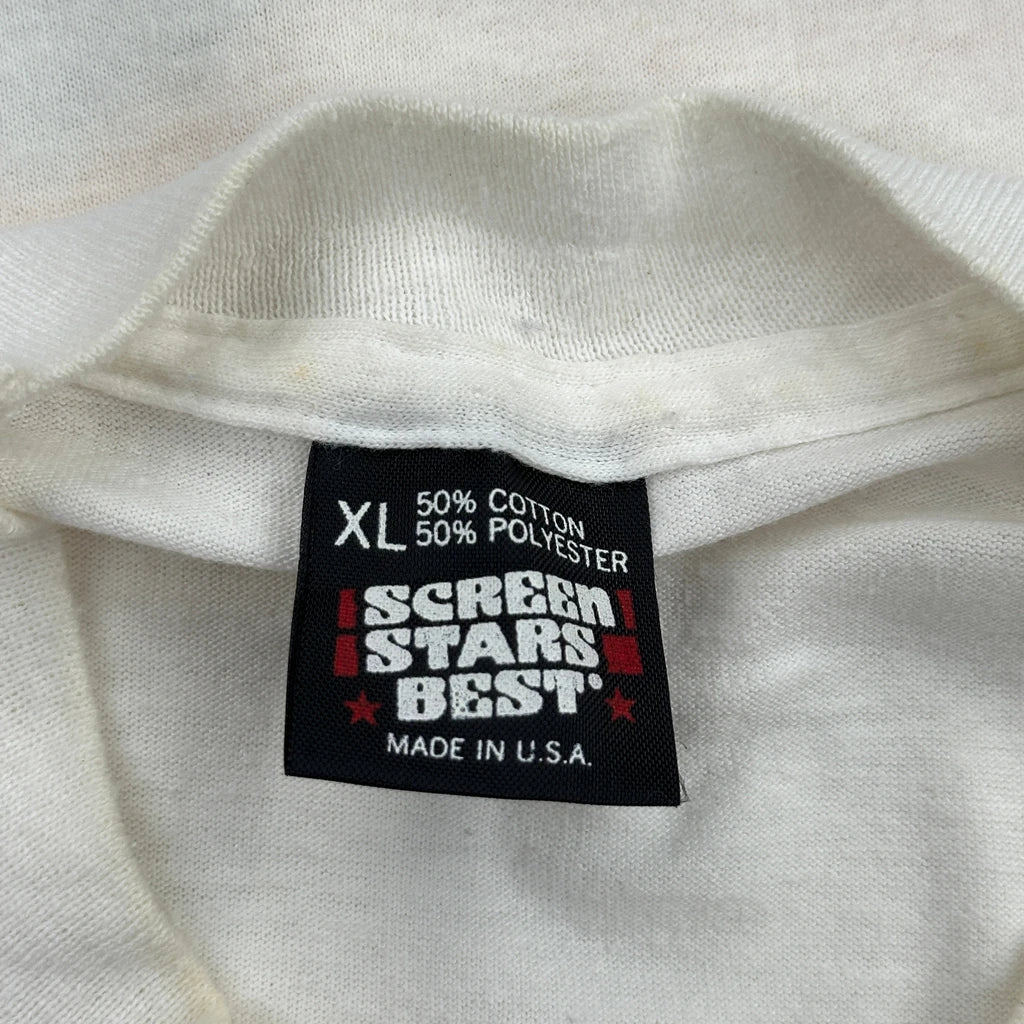 XL 50% COTTON
50% POLYESTER
SCREEN
STARS
BEST
MADE IN U.S.A.